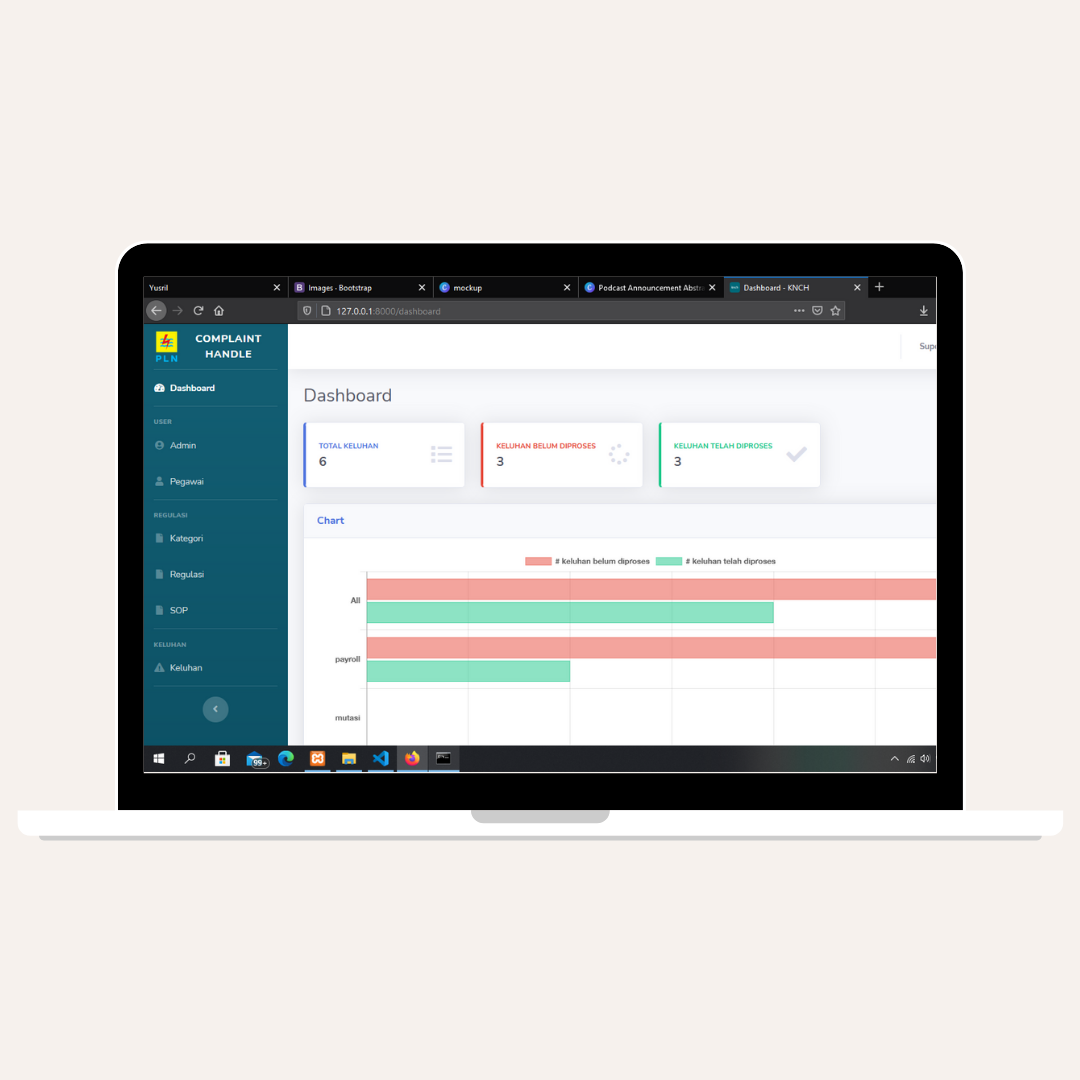 Yusril
Images · Bootstrap
mockup
Podcast Announcement Abstra
Dashboard - KNCH
127.0.0.1:8000/dashboard
PLN
COMPLAINT
HANDLE
Dashboard
USER
Admin
Pegawai
REGULASI
Kategori
Regulasi
SOP
KELUHAN
Keluhan
Supe
Dashboard
TOTAL KELUHAN
6
KELUHAN BELUM DIPROSES
3
KELUHAN TELAH DIPROSES
3
Chart
# keluhan belum diproses
# keluhan telah diproses
All
payroll
mutasi
99+